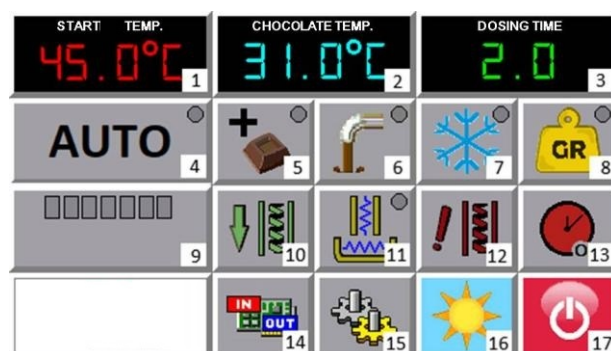 START TEMP.
CHOCOLATE TEMP.
DOSING TIME
45.0°C
1
31.0°C
2
2.0
3
AUTO
4
+
5
6
7
GR
8
9
10
11
!
12
0
13
IN
OUT
14
15
16
17